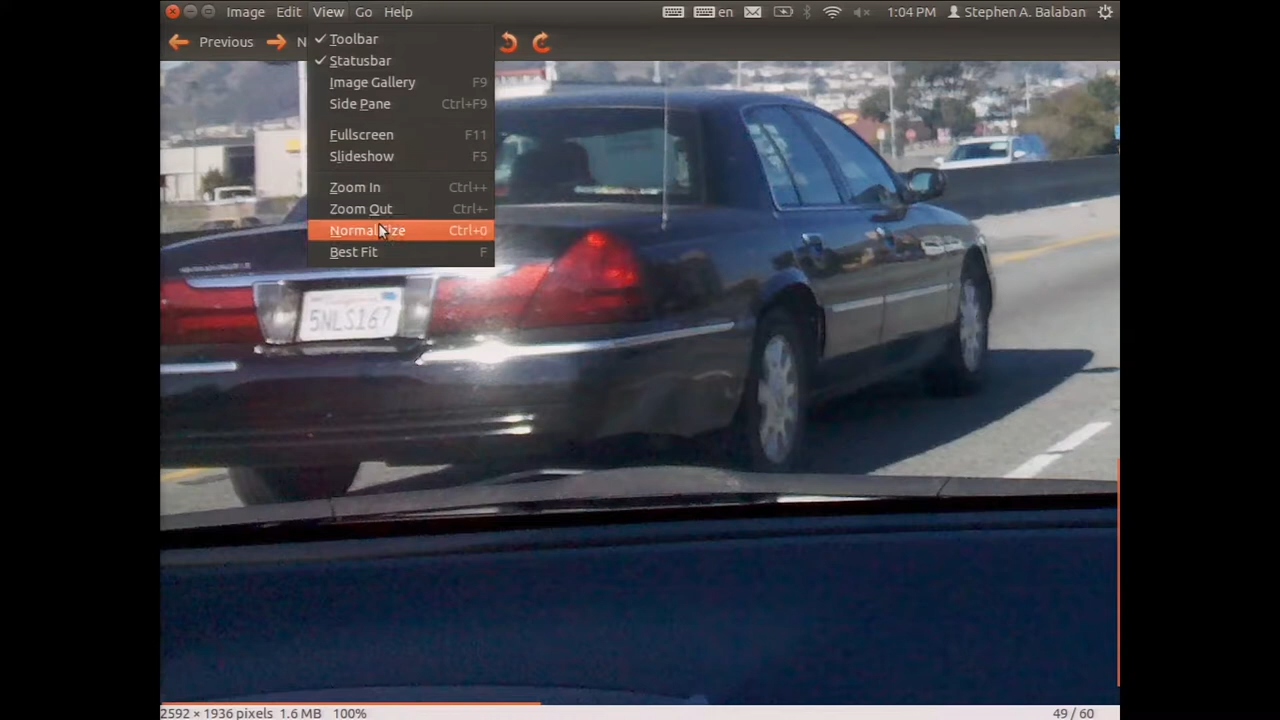 Image Edit View Go Help en 1:04 PM Stephen A. Balaban
Previous N
Toolbar
Statusbar
Image Gallery F9
Side Pane Ctrl+F9
Fullscreen F11
Slideshow F5
Zoom In Ctrl++
Zoom Out Ctrl+-
Normal Size Ctrl+0
Best Fit F
5NLS167
2592 × 1936 pixels 1.6 MB 100% 49 / 60